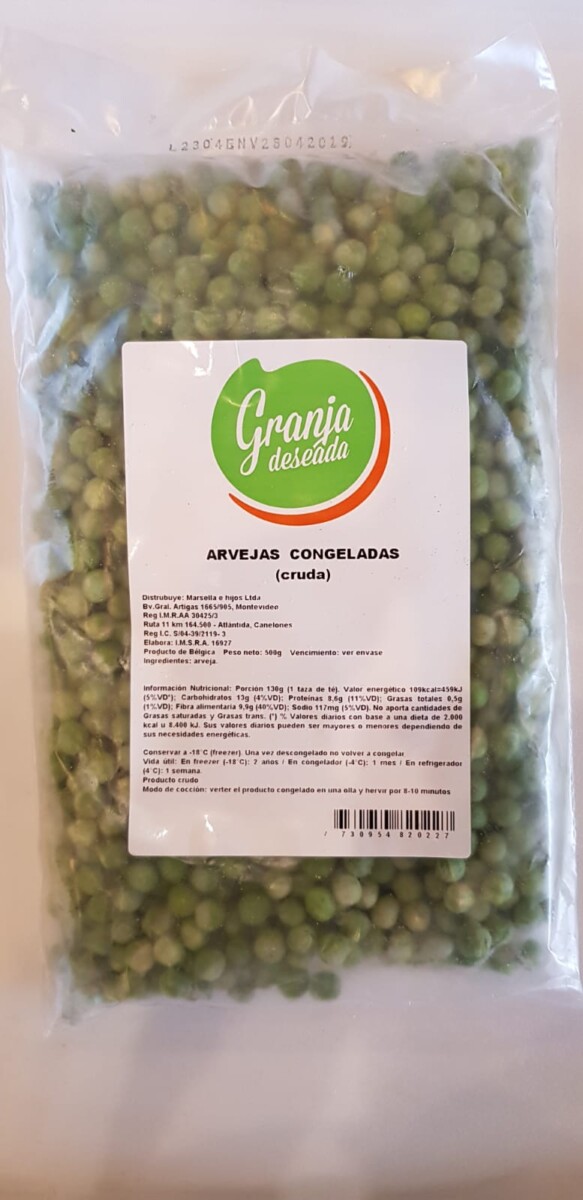 L2304ENV25042019
Granja
deseada
ARVEJAS CONGELADAS
(cruda)
Distrubuye: Marsella e hijos Ltda
Bv.Gral. Artigas 1665/905, Montevideo
Reg I.M.R.AA 30425/3
Ruta 11 km 164.500 - Atlántida, Canelones
Reg I.C. S/04-39/2119- 3
Elabora: I.M.S.R.A. 16927
Producto de Bélgica Peso neto: 500g Vencimiento: ver envase
Ingredientes: arveja.
Información Nutricional: Porción 136g (1 taza de té). Valor energético 109kcal=459kJ
(5%VD*); Carbohidratos 13g (4%VD); Proteinas 8,6g (11%VD); Grasas totales 0,5g
(1%VD); Fibra alimentaria 9,9g (40%VD); Sodio 117mg (5%VD). No aporta cantidades de
Grasas saturadas y Grasas trans. (*) % Valores diarios con base a una dieta de 2.000
kcal u 8.400 kJ. Sus valores diarios pueden ser mayores o menores dependiendo de
sus necesidades energéticas.
Conservar a -18°C (freezer). Una vez descongelado no volver a congelar
Vida útil: En freezer (-18°C): 2 años / En congelador (-4°C): 1 mes / En refrigerador
(4°C): 1 semana.
Producto crudo
Modo de cocción: verter el producto congelado en una olla y hervir por 8-10 minutos
7 730954 820227